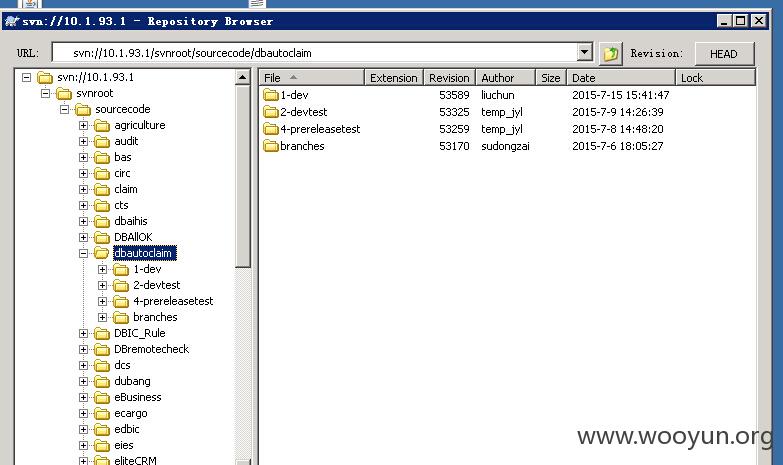 svn://10.1.93.1 - Repository Browser
URL: svn://10.1.93.1/svnroot/sourcecode/dbautoclaim Revision: HEAD
svn://10.1.93.1
svnroot
sourcecode
agriculture
audit
bas
circ
claim
cts
dbaihis
DBAllOK
dbautoclaim
1-dev
2-devtest
4-prereleasetest
branches
DBIC_Rule
DBremotecheck
dcs
dubang
eBusiness
ecargo
edbic
eies
eliteCRM
File Extension Revision Author Size Date Lock
1-dev 53589 liuchun 2015-7-15 15:41:47
2-devtest 53325 temp_jyl 2015-7-9 14:26:39
4-prereleasetest 53259 temp_jyl 2015-7-8 14:48:20
branches 53170 sudongzai 2015-7-6 18:05:27
www.wooyun.org